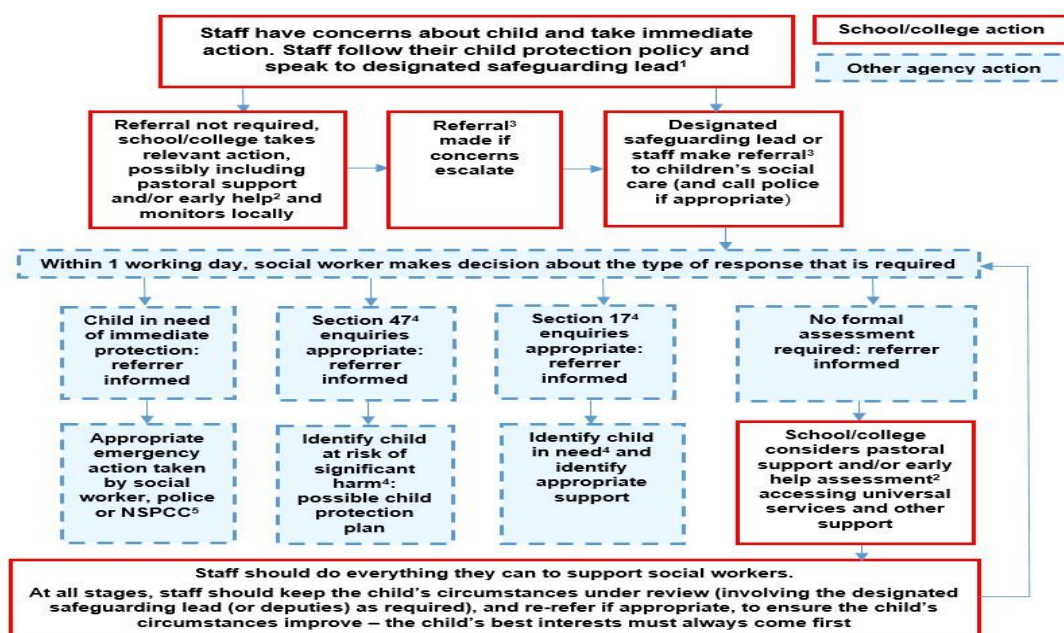 Staff have concerns about child and take immediate
action. Staff follow their child protection policy and
speak to designated safeguarding lead¹
School/college action
Other agency action
Referral not required,
school/college takes
relevant action,
possibly including
pastoral support
and/or early help² and
monitors locally
Referral³
made if
concerns
escalate
Designated
safeguarding lead or
staff make referral³
to children's social
care (and call police
if appropriate)
Within 1 working day, social worker makes decision about the type of response that is required
Child in need
of immediate
protection:
referrer
informed
Section 47⁴
enquiries
appropriate:
referrer
informed
Section 17⁴
enquiries
appropriate:
referrer
informed
No formal
assessment
required: referrer
informed
Appropriate
emergency
action taken
by social
worker, police
or NSPCC⁵
Identify child
at risk of
significant
harm⁴:
possible child
protection
plan
Identify child
in need⁴ and
identify
appropriate
support
School/college
considers pastoral
support and/or early
help assessment²
accessing universal
services and other
support
Staff should do everything they can to support social workers.
At all stages, staff should keep the child's circumstances under review (involving the designated
safeguarding lead (or deputies) as required), and re-refer if appropriate, to ensure the child's
circumstances improve – the child's best interests must always come first